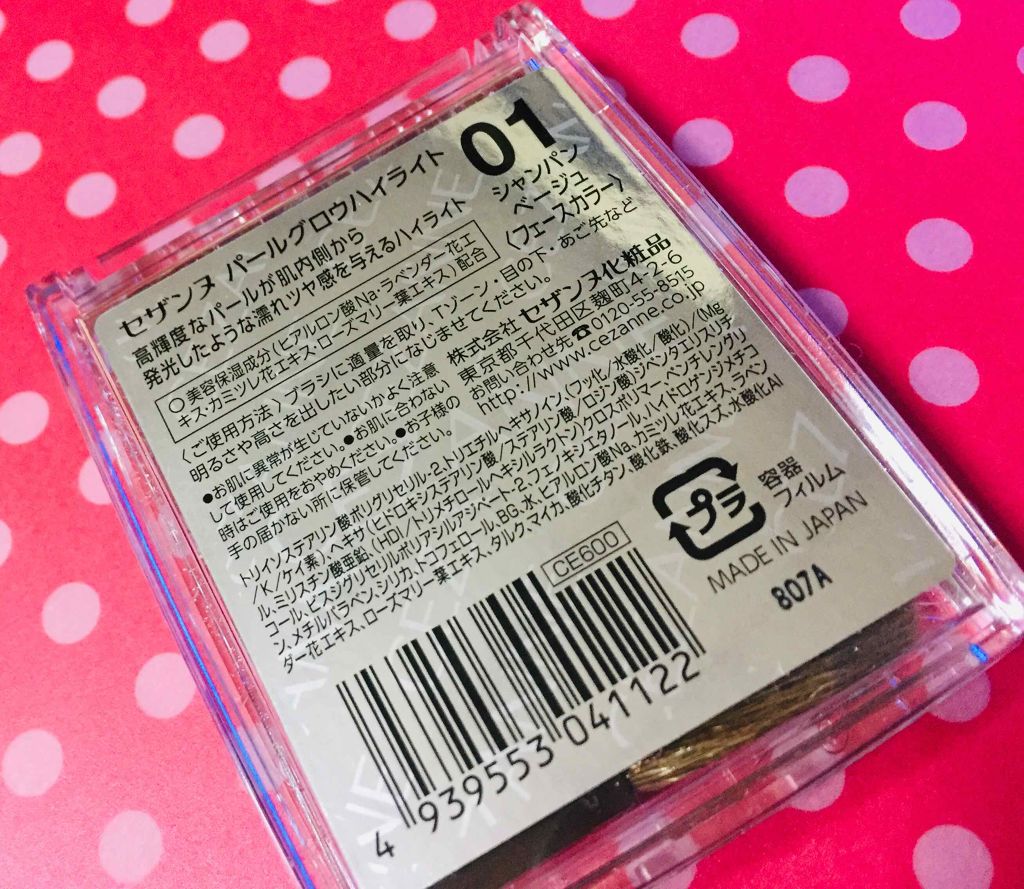 セザンヌ パールグロウハイライト
01
シャンパン
ベージュ
〈フェースカラー〉
高輝度なパールが肌内側から
発光したような濡れツヤ感を与えるハイライト
○美容保湿成分(ヒアルロン酸Na・ラベンダー花エ
キス・カミツレ花エキス・ローズマリー葉エキス)配合
〈ご使用方法〉ブラシに適量を取り、Tゾーン・目の下・あご先など
明るさや高さを出したい部分になじませてください。
●お肌に異常が生じていないかよく注意
して使用してください。●お肌に合わない
時はご使用をおやめください。●お子様の
手の届かない所に保管してください。
株式会社セザンヌ化粧品
東京都千代田区麹町4-2-6
お問い合わせ先☎0120-55-8515
http://www.cezanne.co.jp
トリイソステアリン酸ポリグリセリル-2、トリエチルヘキサノイン、(ワッ化/水酸化/酸化)/(Mg
/K/ケイ素)、ヘキサ(ヒドロキシステアリン酸/ステアリン酸/ロジン酸)ジペンタエリスリチ
ル、ミリスチン酸亜鉛、(HDI/トリメチロールヘキシルラクトン)クロスポリマー、ペンチレングリ
コール、ビスジグリセリルポリアシルアジペート-2、フェノキシエタノール、ハイドロゲンジメチコ
ン、メチルパラベン、シリカ、トコフェロール、BG、水、ヒアルロン酸Na、カミツレ花エキス、ラベン
ダー花エキス、ローズマリー葉エキス、タルク、マイカ、酸化チタン、酸化鉄、酸化スズ、水酸化Al
CE600
プラ
容器
フィルム
MADE IN JAPAN
807A
4 939553 041122